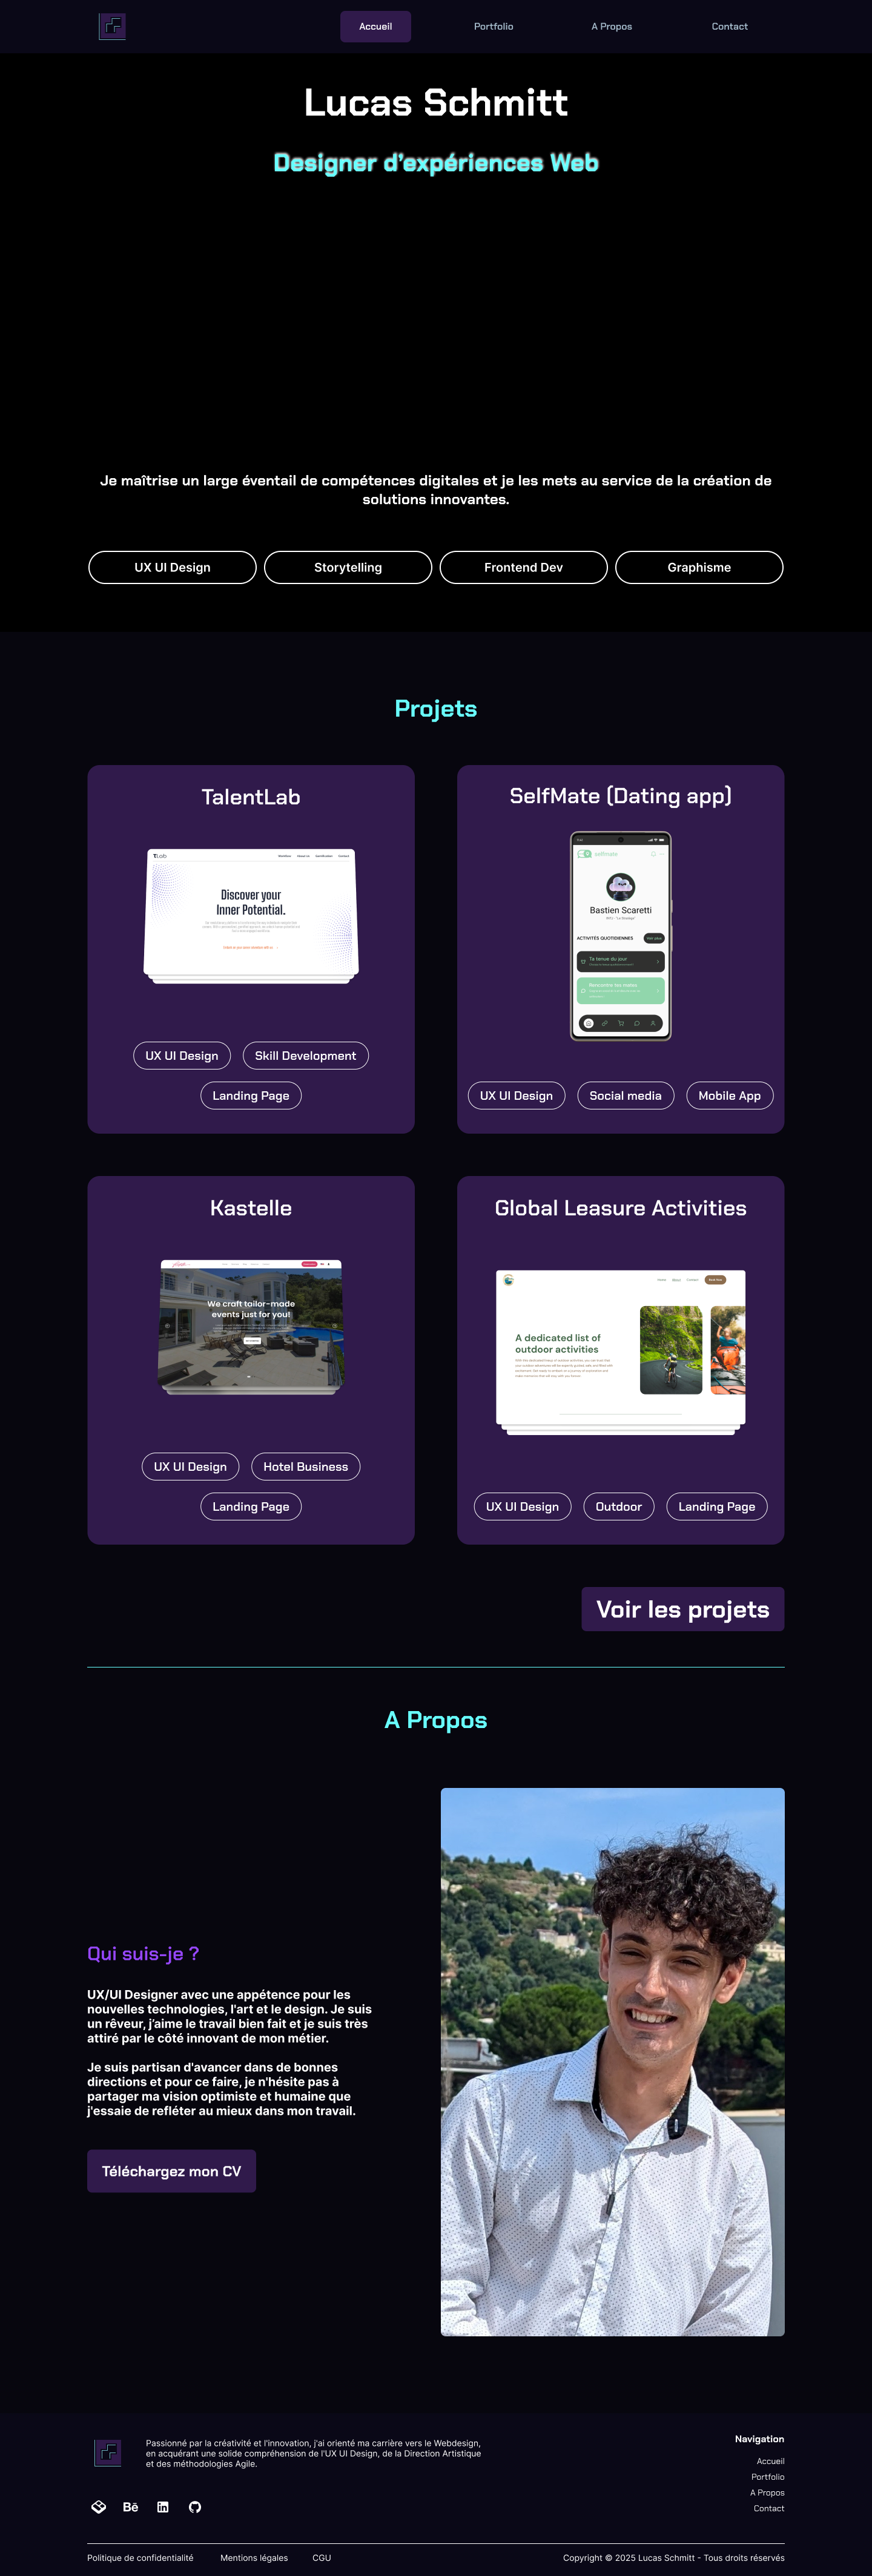 Accueil
Portfolio
A Propos
Contact
Lucas Schmitt
Designer d'expériences Web
Je maîtrise un large éventail de compétences digitales et je les mets au service de la création de
solutions innovantes.
UX UI Design
Storytelling
Frontend Dev
Graphisme
Projets
TalentLab
Discover your
Inner Potential.
UX UI Design
Skill Development
Landing Page
SelfMate (Dating app)
selfmate
Bastien Scaretti
ACTIVITÉS QUOTIDIENNES
Voir plus
Ta tenue du jour
Rencontre tes mates
UX UI Design
Social media
Mobile App
Kastelle
We craft tailor-made
events just for you!
UX UI Design
Hotel Business
Landing Page
Global Leasure Activities
Home
About
Contact
Book Now
A dedicated list of
outdoor activities
UX UI Design
Outdoor
Landing Page
Voir les projets
A Propos
Qui suis-je ?
UX/UI Designer avec une appétence pour les
nouvelles technologies, l'art et le design. Je suis
un rêveur, j'aime le travail bien fait et je suis très
attiré par le côté innovant de mon métier.
Je suis partisan d'avancer dans de bonnes
directions et pour ce faire, je n'hésite pas à
partager ma vision optimiste et humaine que
j'essaie de refléter au mieux dans mon travail.
Téléchargez mon CV
Passionné par la créativité et l'innovation, j'ai orienté ma carrière vers le Webdesign,
en acquérant une solide compréhension de l'UX UI Design, de la Direction Artistique
et des méthodologies Agile.
Bē
in
Navigation
Accueil
Portfolio
A Propos
Contact
Politique de confidentialité
Mentions légales
CGU
Copyright © 2025 Lucas Schmitt - Tous droits réservés